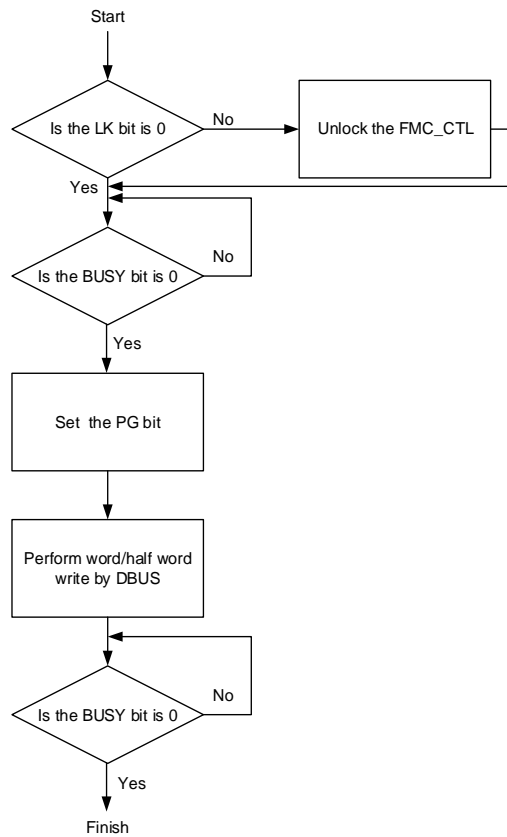 Start
Is the LK bit is 0
No
Unlock the FMC_CTL
Yes
Is the BUSY bit is 0
No
Yes
Set the PG bit
Perform word/half word
write by DBUS
Is the BUSY bit is 0
No
Yes
Finish